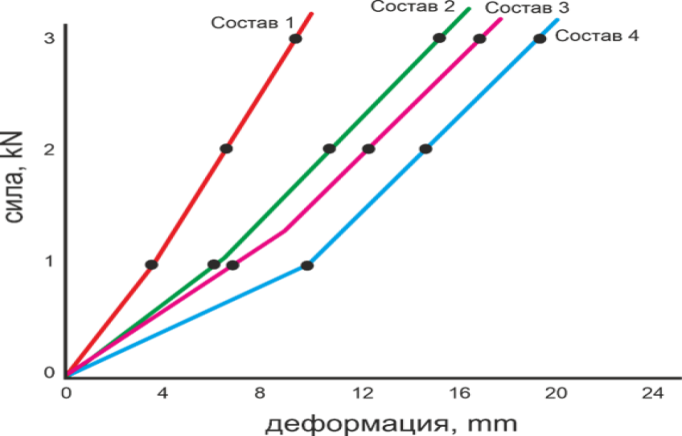 Состав 2
Состав 3
Состав 1
Состав 4
3
2
1
0
сила, kN
0 4 8 12 16 20 24
деформация, mm